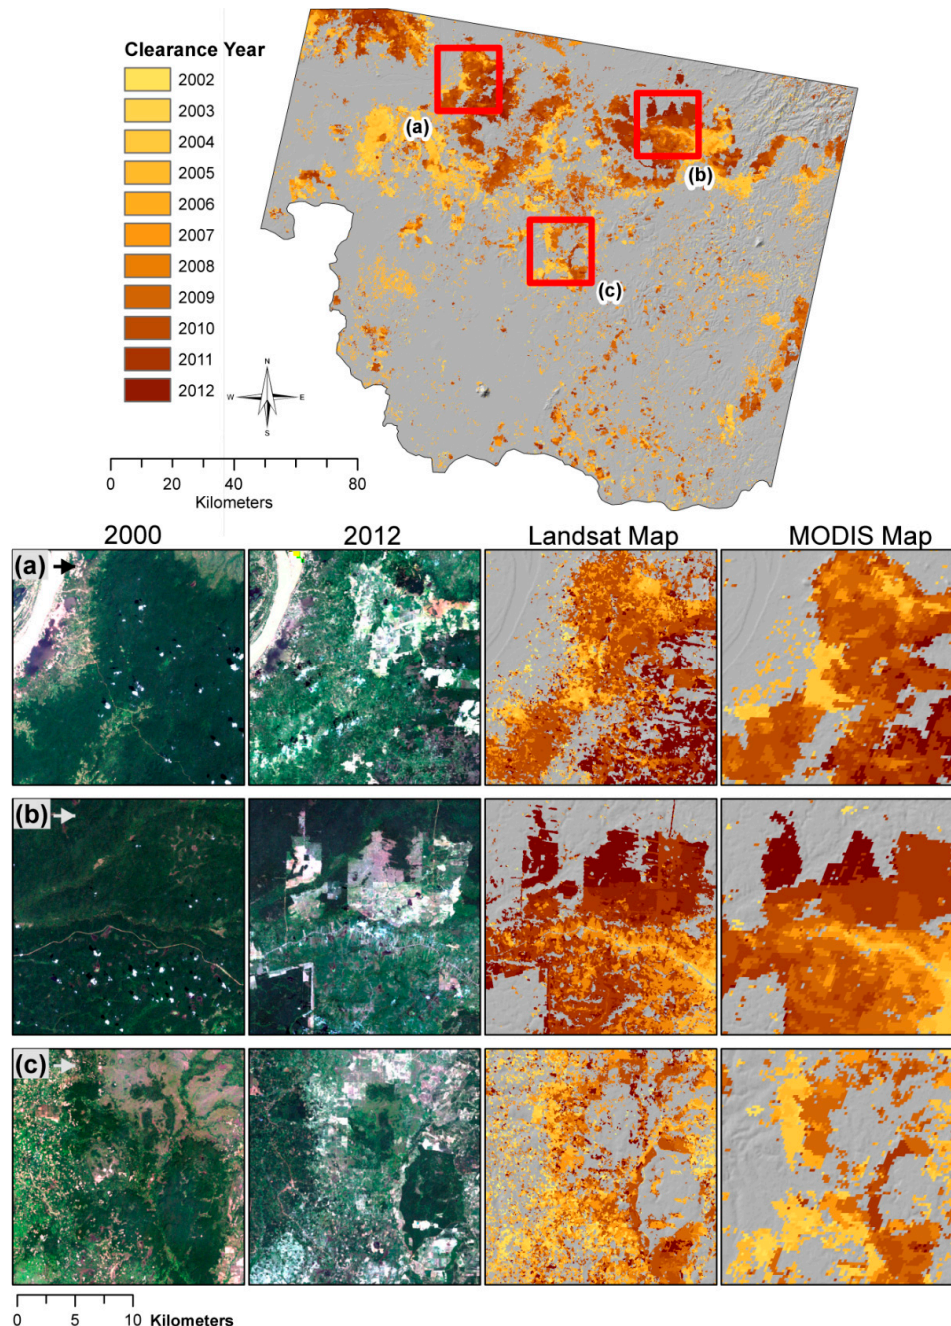 Clearance Year
2002
2003
2004
2005
2006
2007
2008
2009
2010
2011
2012
(a)
(b)
(c)
N
W E
S
0 20 40 60 80
Kilometers
2000 2012 Landsat Map MODIS Map
(a)
(b)
(c)
0 5 10 Kilometers